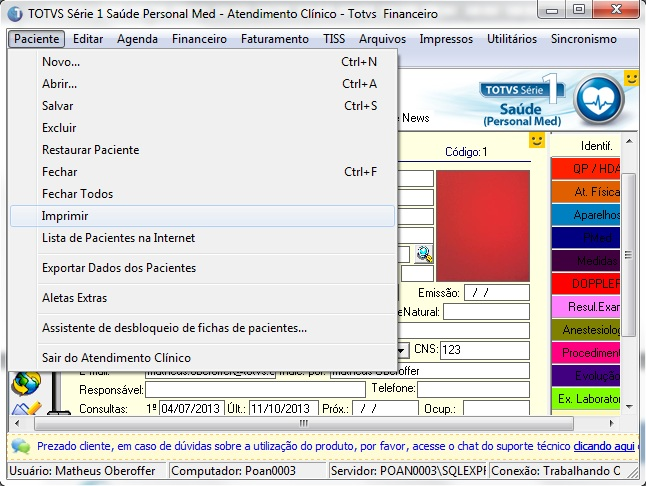 TOTVS Série 1 Saúde Personal Med - Atendimento Clínico - Totvs Financeiro
Paciente Editar Agenda Financeiro Faturamento TISS Arquivos Impressos Utilitários Sincronismo
Novo... Ctrl+N
Abrir... Ctrl+A
Salvar Ctrl+S
Excluir
Restaurar Paciente
Fechar Ctrl+F
Fechar Todos
Imprimir
Lista de Pacientes na Internet
Exportar Dados dos Pacientes
Aletas Extras
Assistente de desbloqueio de fichas de pacientes...
Sair do Atendimento Clínico
TOTVS Série 1
Saúde
(Personal Med)
e News
Código: 1
Emissão: / /
eNatural:
CNS: 123
Identif.
QP / HDA
At. Física
Aparelhos
Medidas
DOPPLER
Resul.Exam
Anestesiolog
Procediment
Evolução
Ex. Laborator
E-mail: matheus.oberoffer@totvs.c Indic. por: Matheus Oberoffer
Responsável: Telefone:
Consultas: 1ª 04/07/2013 Últ.: 11/10/2013 Próx.: / / Ocup.:
Prezado cliente, em caso de dúvidas sobre a utilização do produto, por favor, acesse o chat do suporte técnico clicando aqui
Usuário: Matheus Oberoffer Computador: Poan0003 Servidor: POAN0003\SQLEXPF Conexão: Trabalhando O